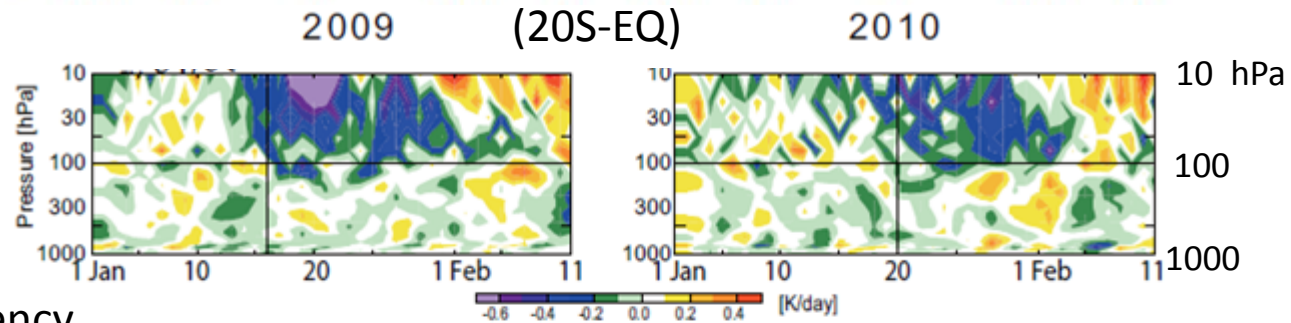 2009 (20S-EQ) 2010
10 10 10 hPa
Pressure [hPa]
30 30
100 100 100
300 300
1000 1000 1000
1 Jan 10 20 1 Feb 11 1 Jan 10 20 1 Feb 11
-0.6 -0.4 -0.2 0.0 0.2 0.4 [K/day]